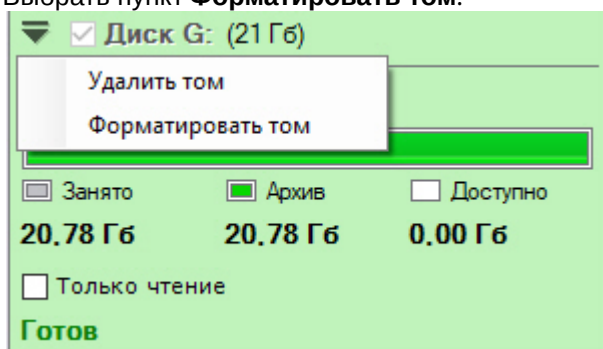 Выбрать пункт Форматировать том.
Диск G: (21 Гб)
Удалить том
Форматировать том
Занято Архив Доступно
20,78 Гб 20,78 Гб 0,00 Гб
Только чтение
Готов